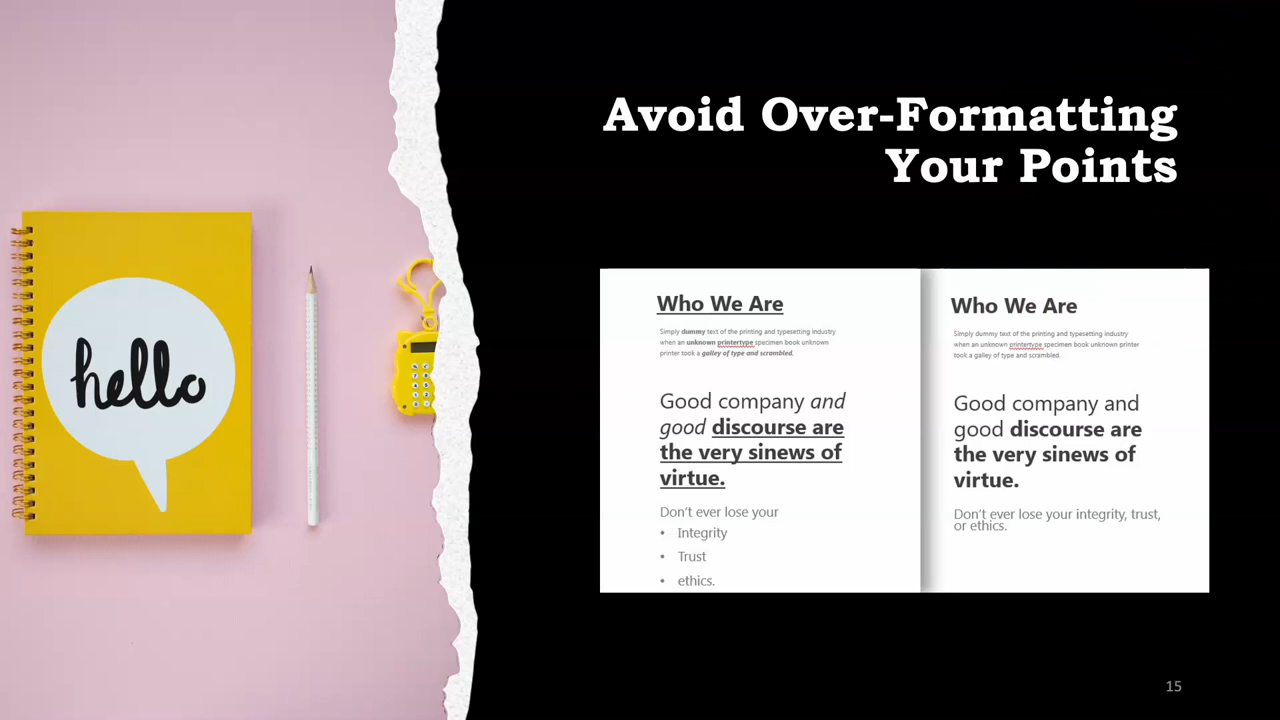 hello
Avoid Over-Formatting
Your Points
Who We Are
Simply dummy text of the printing and typesetting industry
when an unknown printertype specimen book unknown
printer took a galley of type and scrambled.
Good company and
good discourse are
the very sinews of
virtue.
Don't ever lose your
• Integrity
• Trust
• ethics.
Who We Are
Simply dummy text of the printing and typesetting industry
when an unknown printertype specimen book unknown printer
took a galley of type and scrambled.
Good company and
good discourse are
the very sinews of
virtue.
Don't ever lose your integrity, trust,
or ethics.
15